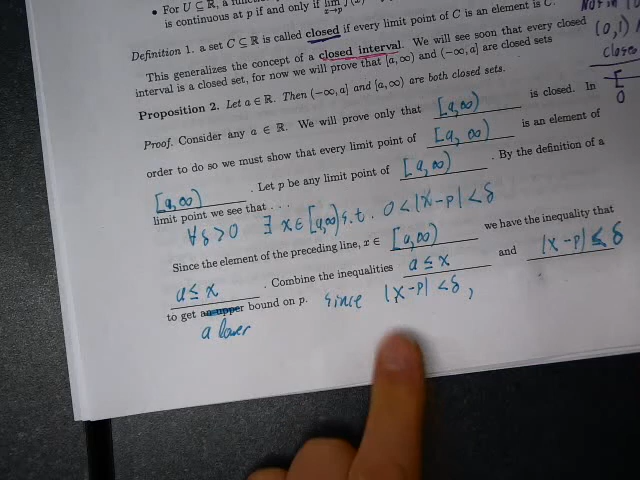 • For U ⊆ ℝ, a
is continuous at p if and only if lim x→p
Definition 1. a set C ⊆ ℝ is called closed if every limit point of C is an element of C.
This generalizes the concept of a closed interval. We will see soon that every closed
interval is a closed set, for now we will prove that [a, ∞) and (−∞, a] are closed sets
Proposition 2. Let a ∈ ℝ. Then (−∞, a] and [a, ∞) are both closed sets.
Proof. Consider any a ∈ ℝ. We will prove only that [a, ∞) is closed. In
order to do so we must show that every limit point of [a, ∞) is an element of
[a, ∞). Let p be any limit point of [a, ∞). By the definition of a
limit point we see that . . .
∀δ>0 ∃ x∈[a,∞) s.t. 0<|x-p|<δ
Since the element of the preceding line, x ∈ [a,∞) we have the inequality that
a≤x. Combine the inequalities a≤x and |x-p|≤δ
to get an upper bound on p. since |x-p|<δ,
a lower
(0,1)
closed
[
0